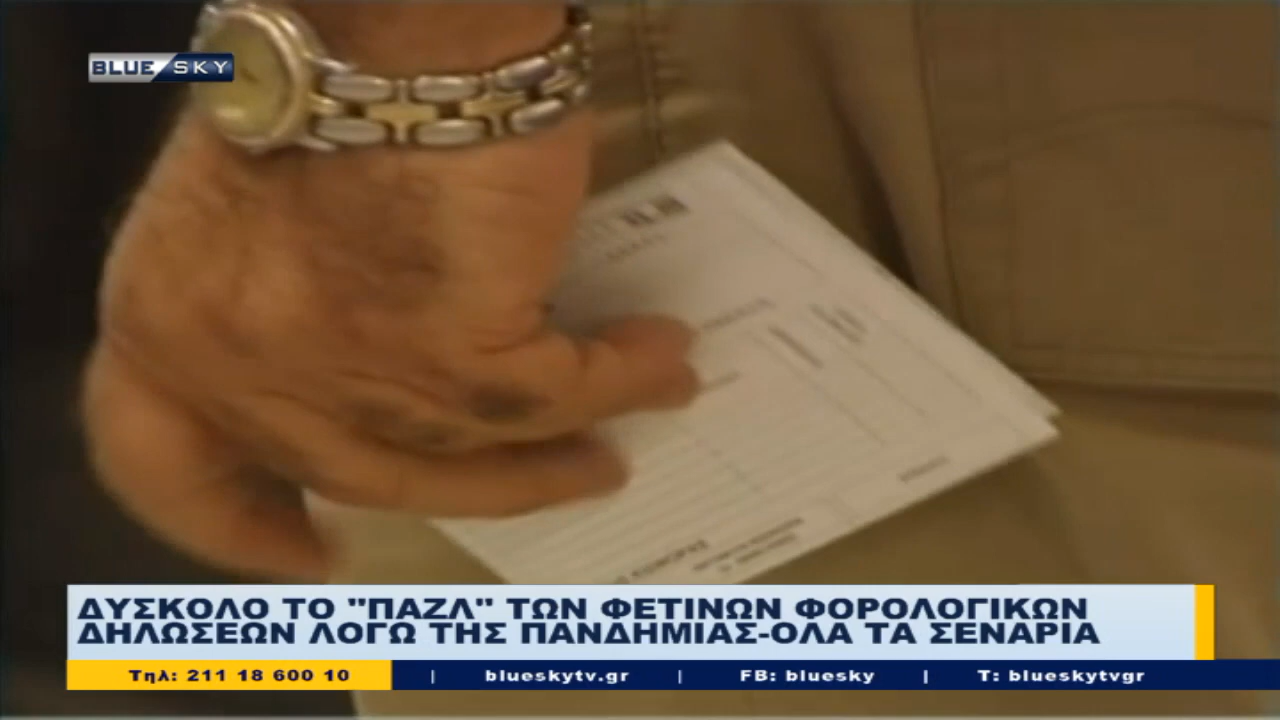 BLUE SKY
ΔΥΣΚΟΛΟ ΤΟ "ΠΑΖΛ" ΤΩΝ ΦΕΤΙΝΩΝ ΦΟΡΟΛΟΓΙΚΩΝ
ΔΗΛΩΣΕΩΝ ΛΟΓΩ ΤΗΣ ΠΑΝΔΗΜΙΑΣ-ΟΛΑ ΤΑ ΣΕΝΑΡΙΑ
Τηλ: 211 18 600 10 | blueskytv.gr | FB: bluesky | T: blueskytvgr